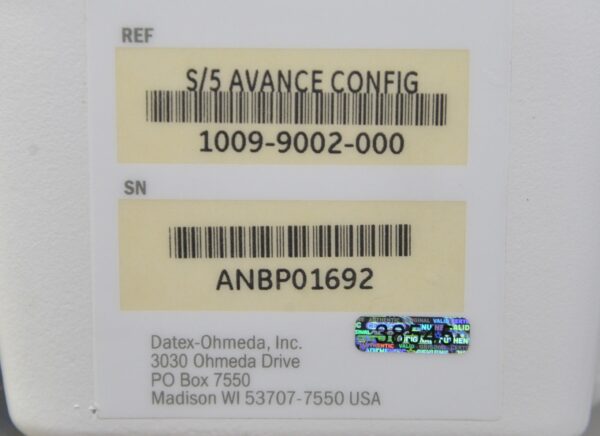 REF
S/5 AVANCE CONFIG
1009-9002-000
SN
ANBP01692
Datex-Ohmeda, Inc.
3030 Ohmeda Drive
PO Box 7550
Madison WI 53707-7550 USA